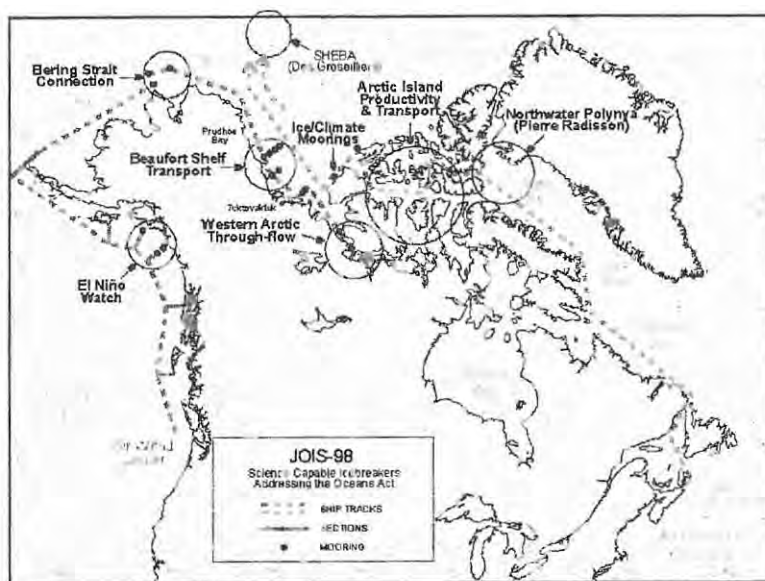 SHEBA
(Des Groseilliers)
Bering Strait
Connection
Arctic Island
Productivity
& Transport
Northwater Polynya
(Pierre Radisson)
Prudhoe
Bay
Ice/Climate
Moorings
Beaufort Shelf
Transport
Tuktoyaktuk
Western Arctic
Through-flow
El Niño
Watch
JOIS-98
Science Capable Icebreakers
Addressing the Oceans Act
SHIP TRACKS
SECTIONS
MOORING